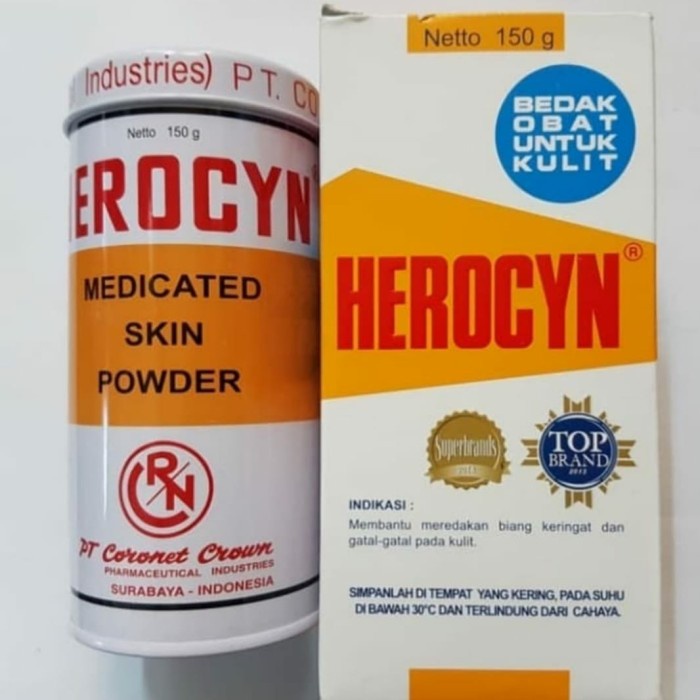 Industries) PT. CO
Netto 150 g
EROCYN
MEDICATED
SKIN
POWDER
CRN
PT Coronet Crown
PHARMACEUTICAL INDUSTRIES
SURABAYA - INDONESIA
Netto 150 g
BEDAK
OBAT
UNTUK
KULIT
HEROCYN®
Superbrands
TOP
BRAND
INDIKASI :
Membantu meredakan biang keringat dan
gatal-gatal pada kulit.
SIMPANLAH DI TEMPAT YANG KERING, PADA SUHU
DI BAWAH 30°C DAN TERLINDUNG DARI CAHAYA.